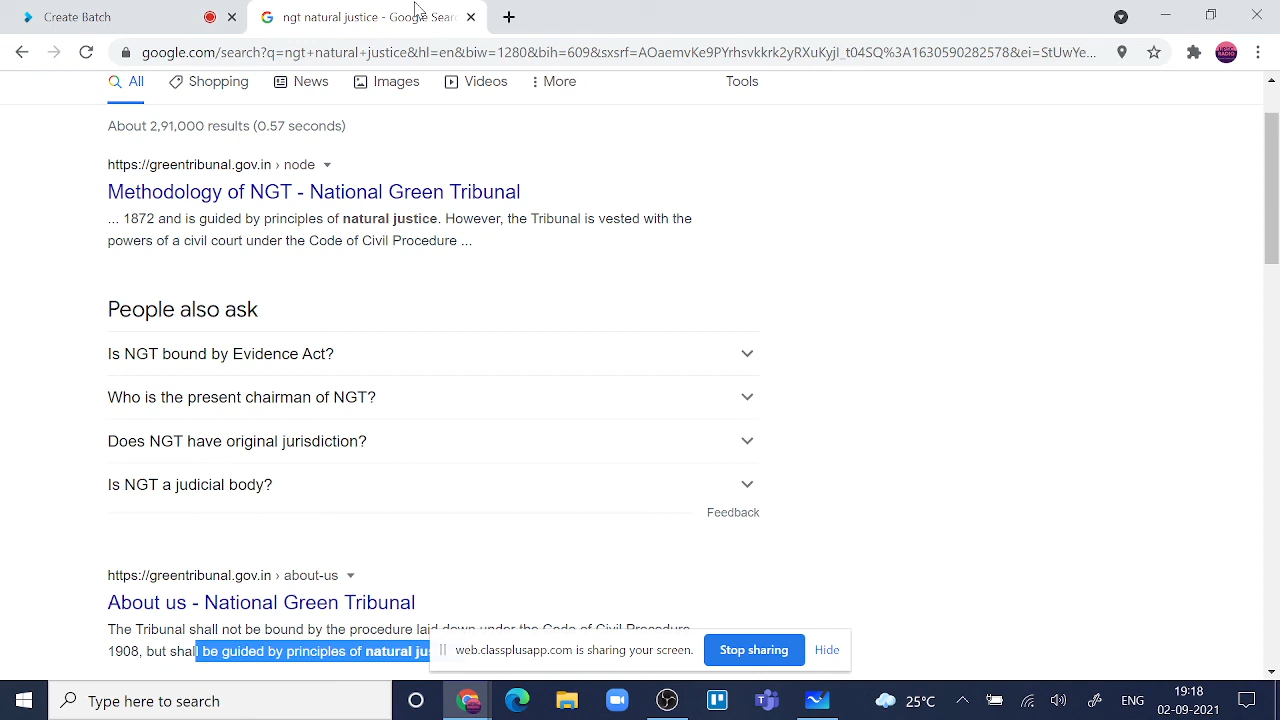 Create Batch
ngt natural justice - Google Sear
google.com/search?q=ngt+natural+justice&hl=en&biw=1280&bih=609&sxsrf=AOaemvKe9PYrhsvkkrk2yRXuKyjI_t04SQ%3A1630590282578&ei=StUwYe...
All
Shopping
News
Images
Videos
More
Tools
About 2,91,000 results (0.57 seconds)
https://greentribunal.gov.in › node
Methodology of NGT - National Green Tribunal
... 1872 and is guided by principles of natural justice. However, the Tribunal is vested with the
powers of a civil court under the Code of Civil Procedure ...
People also ask
Is NGT bound by Evidence Act?
Who is the present chairman of NGT?
Does NGT have original jurisdiction?
Is NGT a judicial body?
Feedback
https://greentribunal.gov.in › about-us
About us - National Green Tribunal
The Tribunal shall not be bound by the procedure laid down under the Code of Civil Procedure,
1908, but shall be guided by principles of natural jus
web.classplusapp.com is sharing your screen.
Stop sharing
Hide
Type here to search
25°C
ENG
19:18
02-09-2021